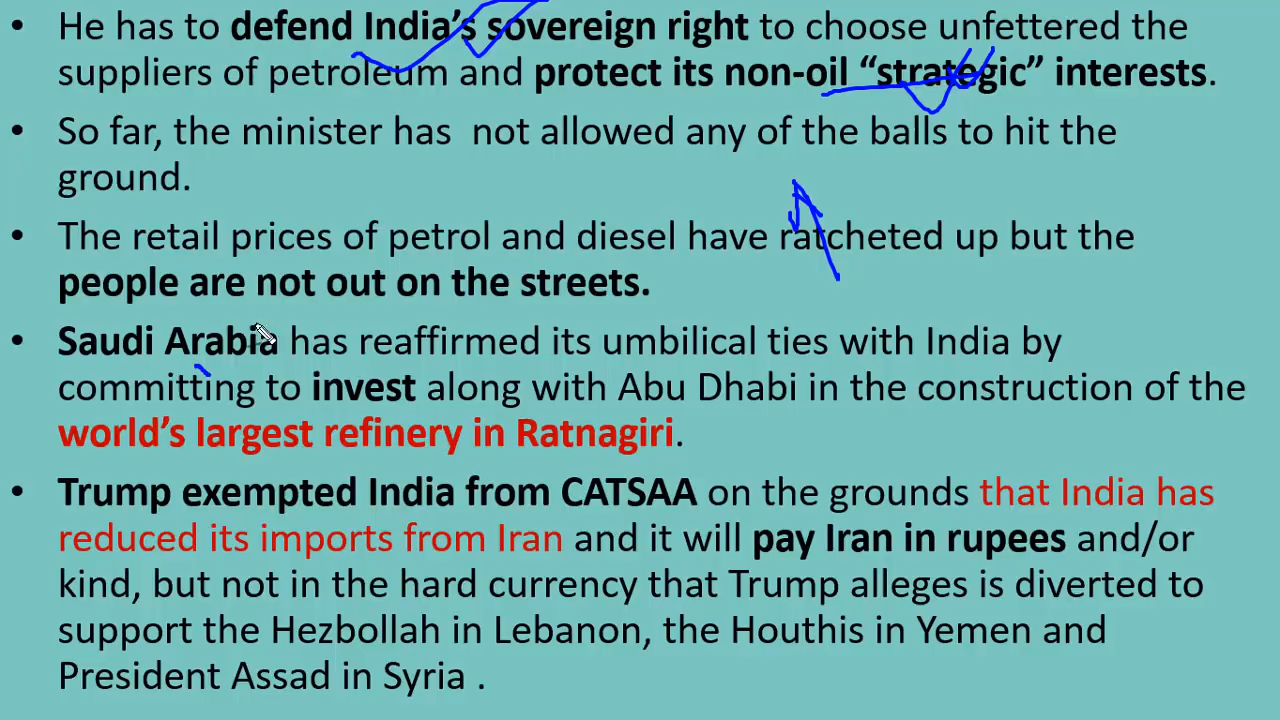 • He has to defend India’s sovereign right to choose unfettered the
suppliers of petroleum and protect its non-oil “strategic” interests.
• So far, the minister has not allowed any of the balls to hit the
ground.
• The retail prices of petrol and diesel have ratcheted up but the
people are not out on the streets.
• Saudi Arabia has reaffirmed its umbilical ties with India by
committing to invest along with Abu Dhabi in the construction of the
world’s largest refinery in Ratnagiri.
• Trump exempted India from CATSAA on the grounds that India has
reduced its imports from Iran and it will pay Iran in rupees and/or
kind, but not in the hard currency that Trump alleges is diverted to
support the Hezbollah in Lebanon, the Houthis in Yemen and
President Assad in Syria .